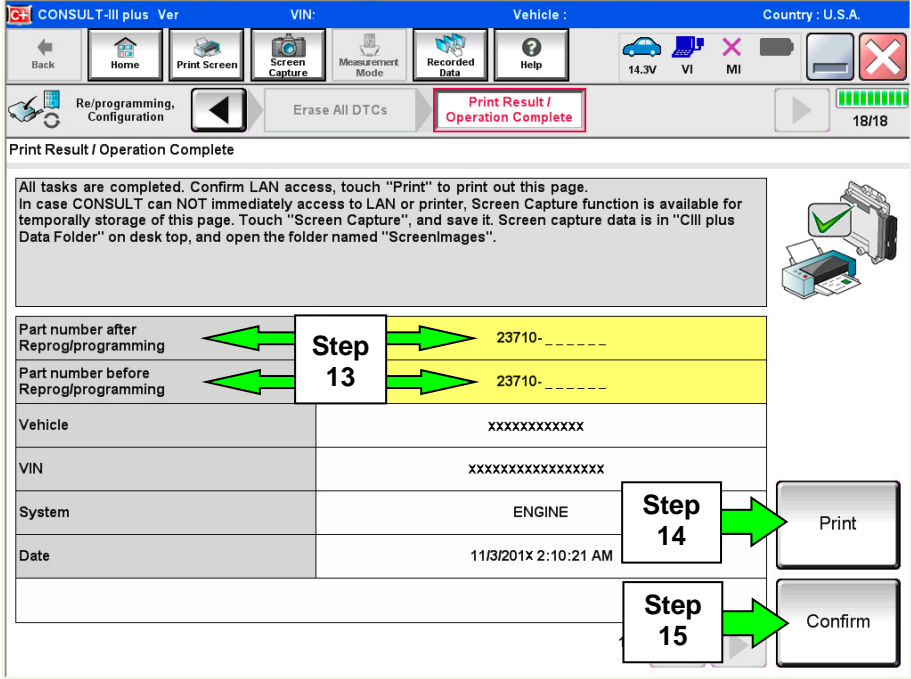 C+ CONSULT-III plus Ver VIN: Vehicle : Country : U.S.A.
Back
Home
Print Screen
Screen
Capture
Measurement
Mode
Recorded
Data
Help
14.3V
VI
MI
Re/programming,
Configuration
Erase All DTCs
Print Result /
Operation Complete
18/18
Print Result / Operation Complete
All tasks are completed. Confirm LAN access, touch "Print" to print out this page.
In case CONSULT can NOT immediately access to LAN or printer, Screen Capture function is available for
temporally storage of this page. Touch "Screen Capture", and save it. Screen capture data is in "CIII plus
Data Folder" on desk top, and open the folder named "ScreenImages".
Part number after
Reprog/programming
23710-______
Part number before
Reprog/programming
23710-______
Step
13
Vehicle
xxxxxxxxxxxx
VIN
xxxxxxxxxxxxxxxxx
System
ENGINE
Date
11/3/201X 2:10:21 AM
Step
14
Print
Step
15
Confirm